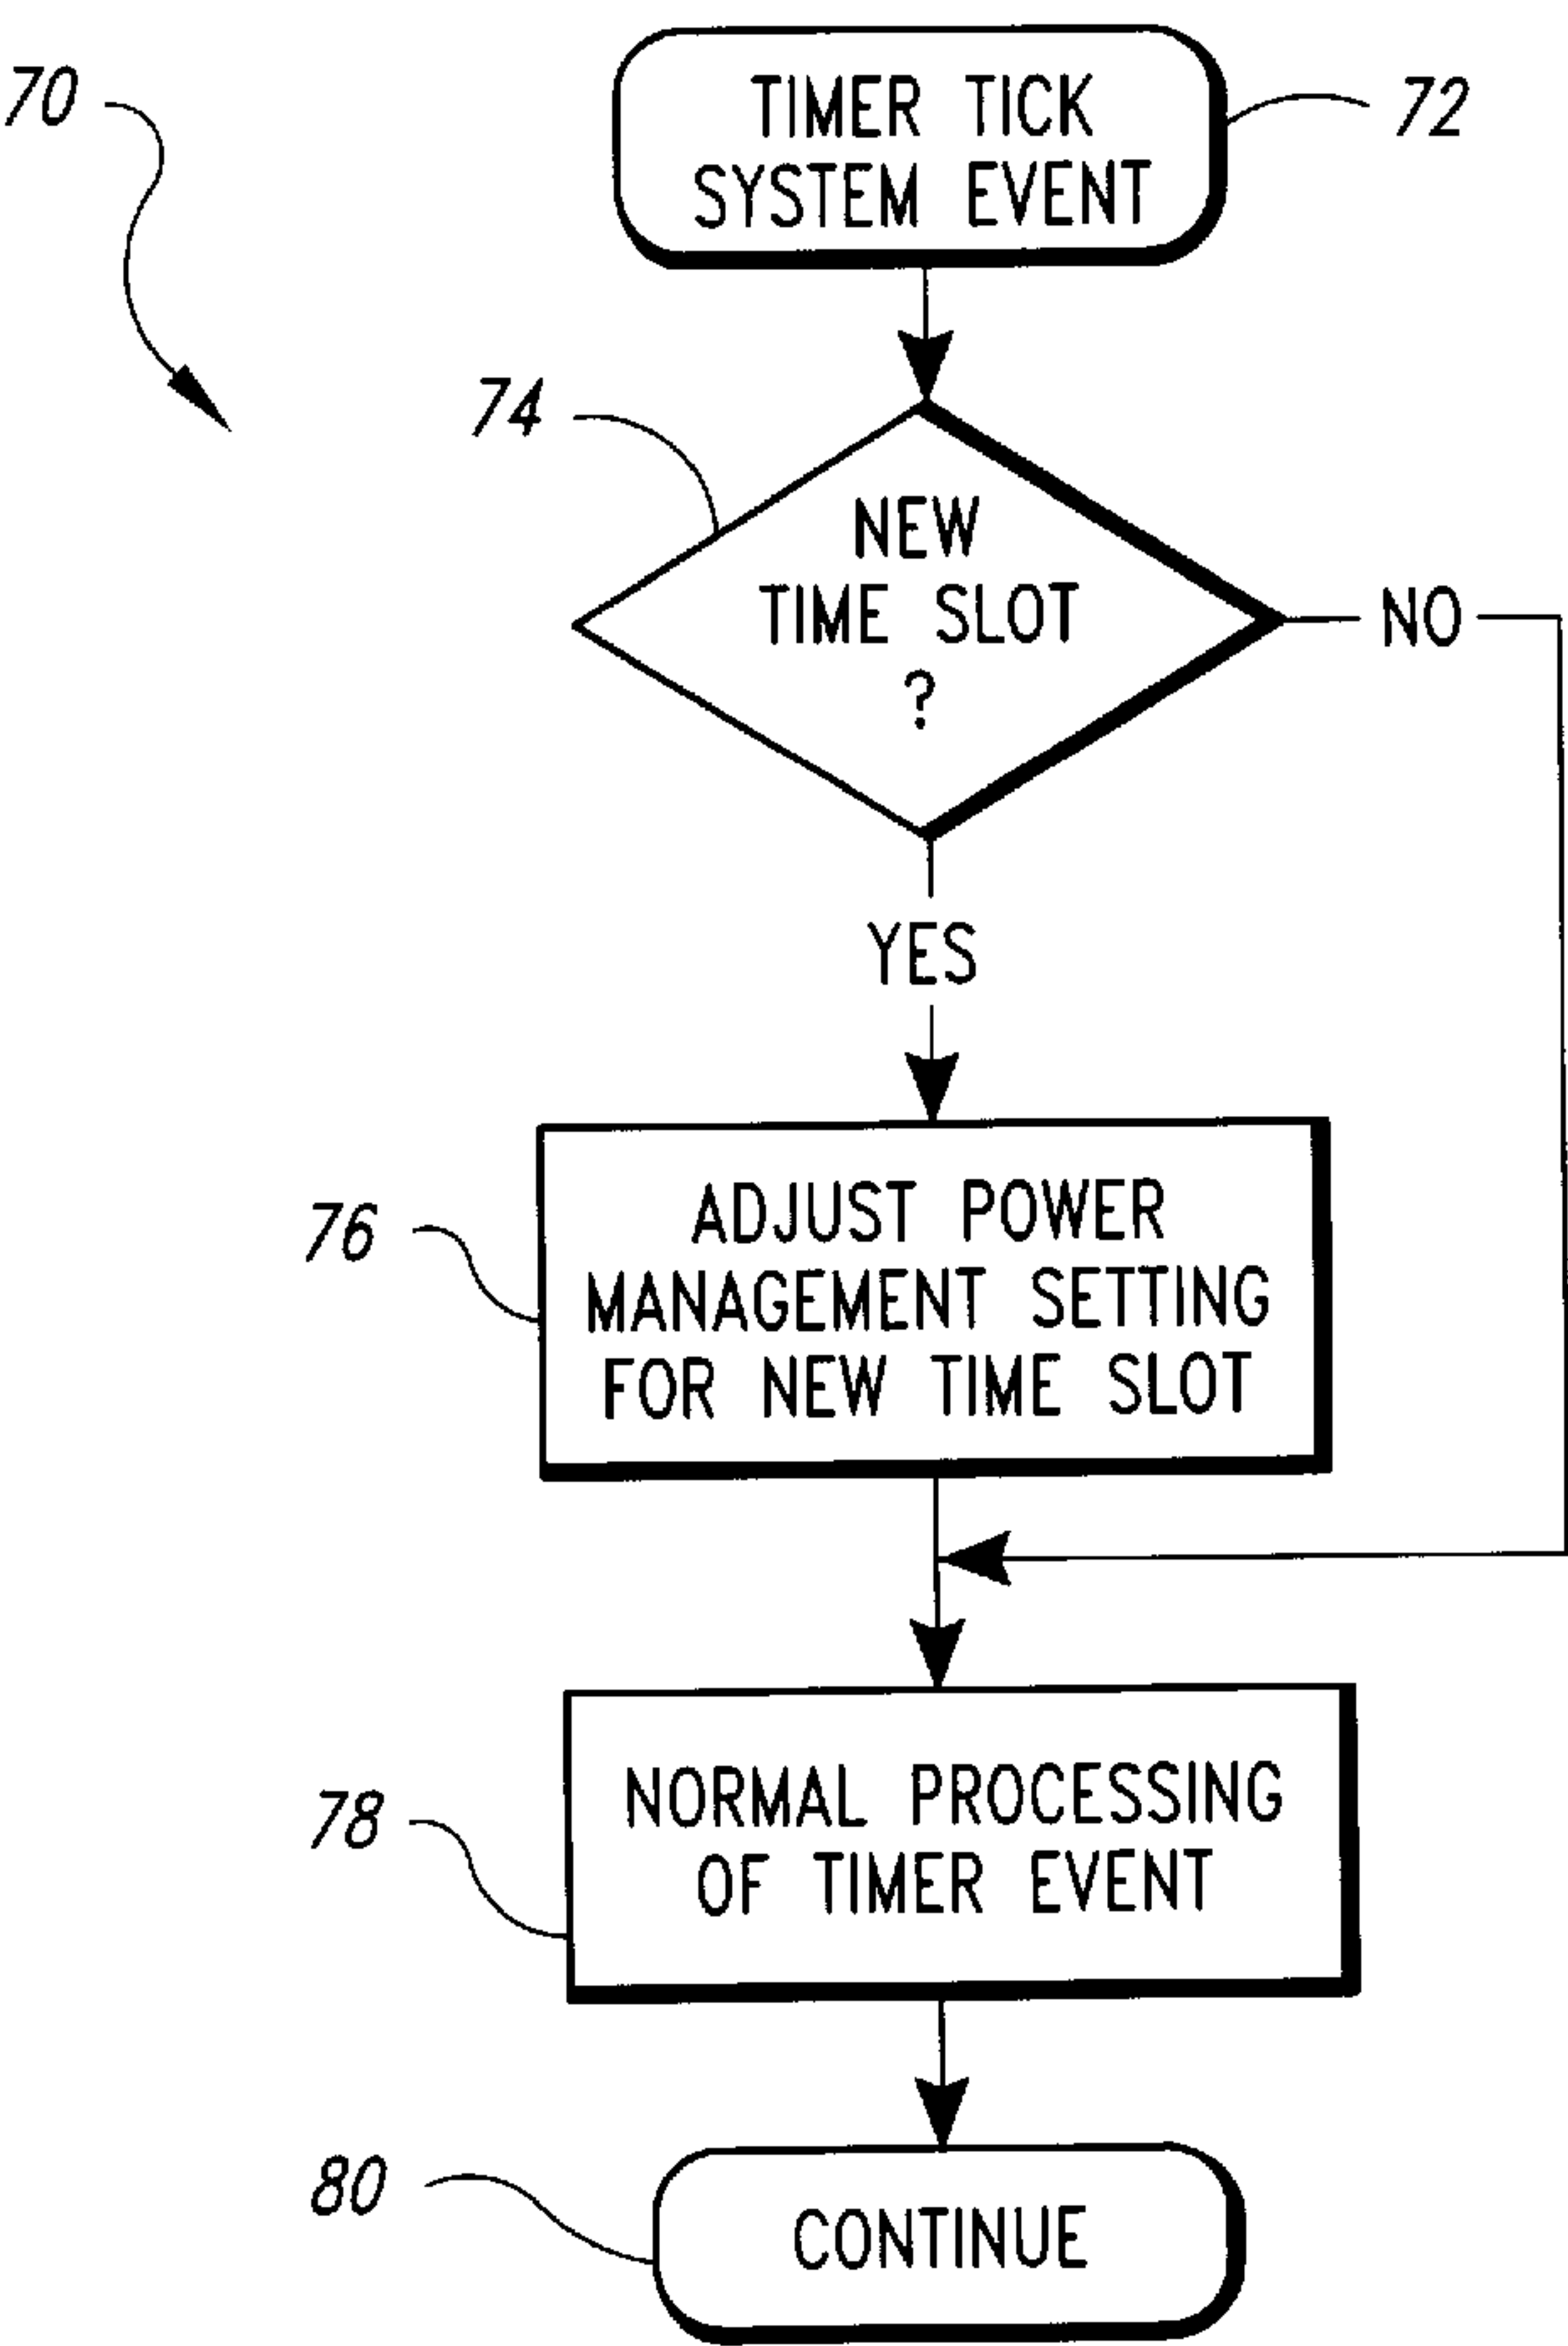 70
TIMER TICK
SYSTEM EVENT
72
74
NEW
TIME SLOT
?
NO
YES
76
ADJUST POWER
MANAGEMENT SETTING
FOR NEW TIME SLOT
78
NORMAL PROCESSING
OF TIMER EVENT
80
CONTINUE